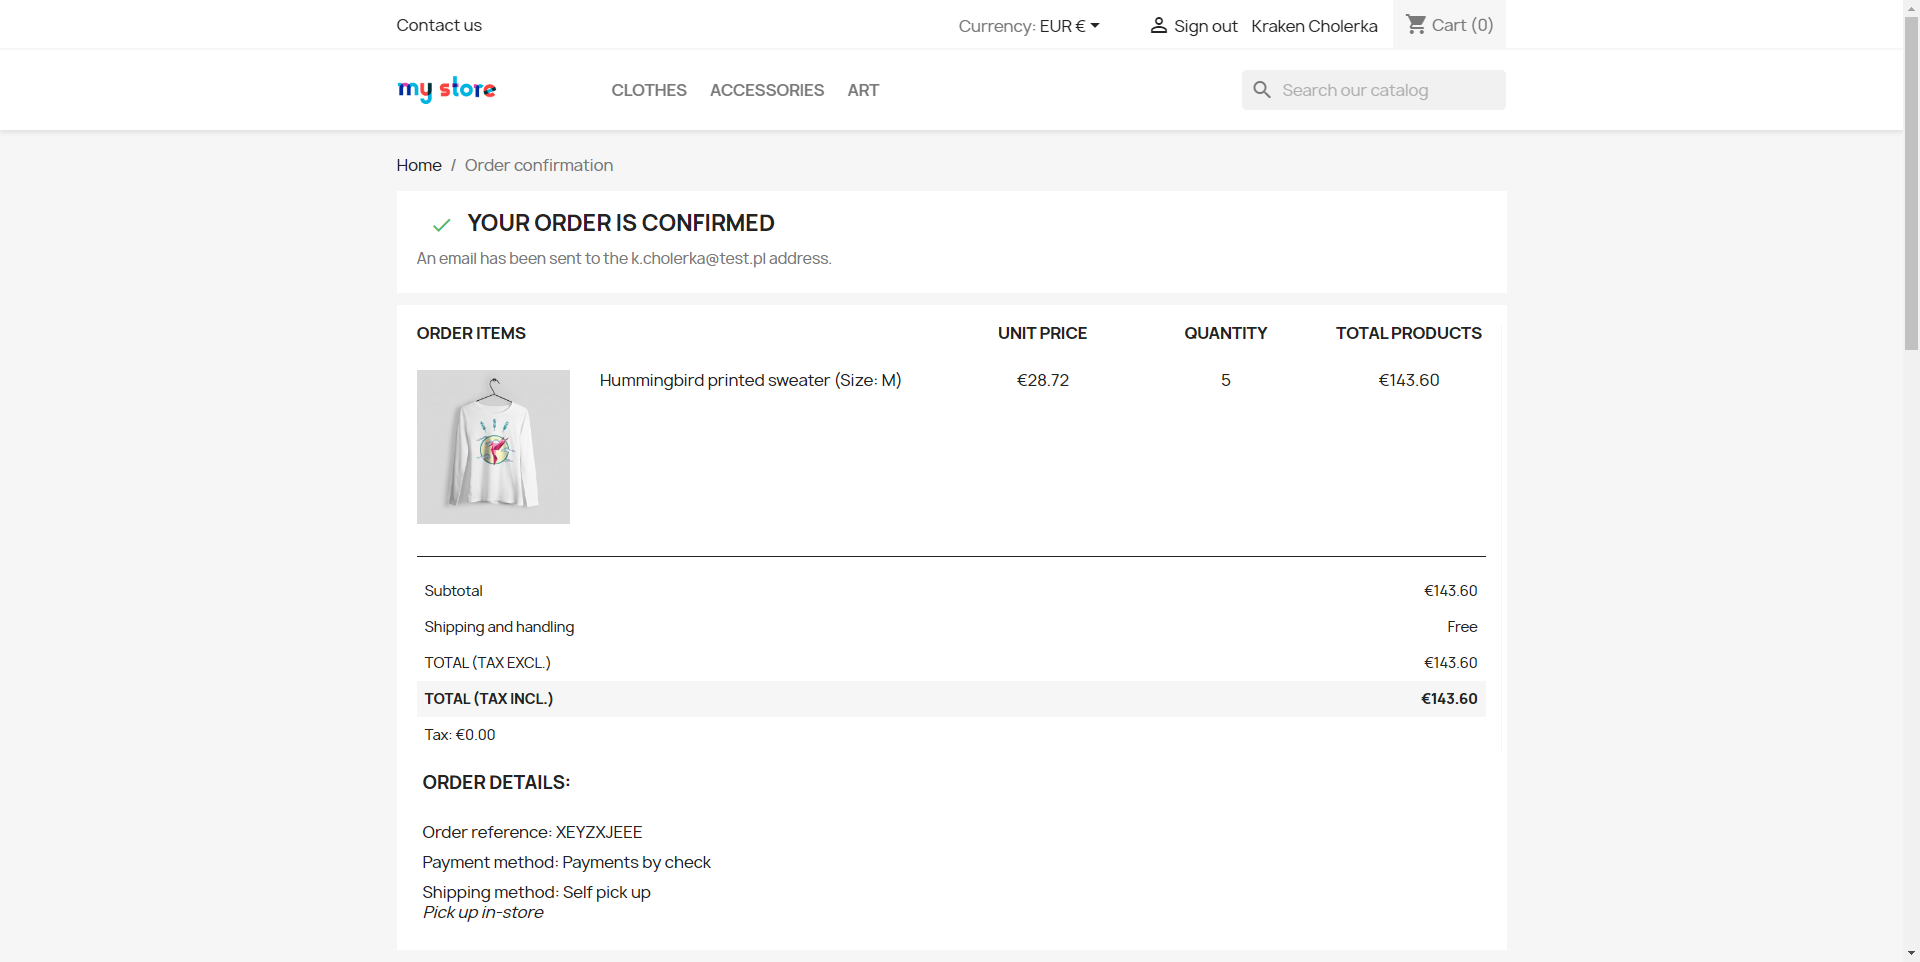 Contact us
Currency: EUR €
Sign out
Kraken Cholerka
Cart (0)
my store
CLOTHES
ACCESSORIES
ART
Search our catalog
Home / Order confirmation
YOUR ORDER IS CONFIRMED
An email has been sent to the k.cholerka@test.pl address.
ORDER ITEMS UNIT PRICE QUANTITY TOTAL PRODUCTS
Hummingbird printed sweater (Size: M) €28.72 5 €143.60
Subtotal €143.60
Shipping and handling Free
TOTAL (TAX EXCL.) €143.60
TOTAL (TAX INCL.) €143.60
Tax: €0.00
ORDER DETAILS:
Order reference: XEYZXJEEE
Payment method: Payments by check
Shipping method: Self pick up
Pick up in-store